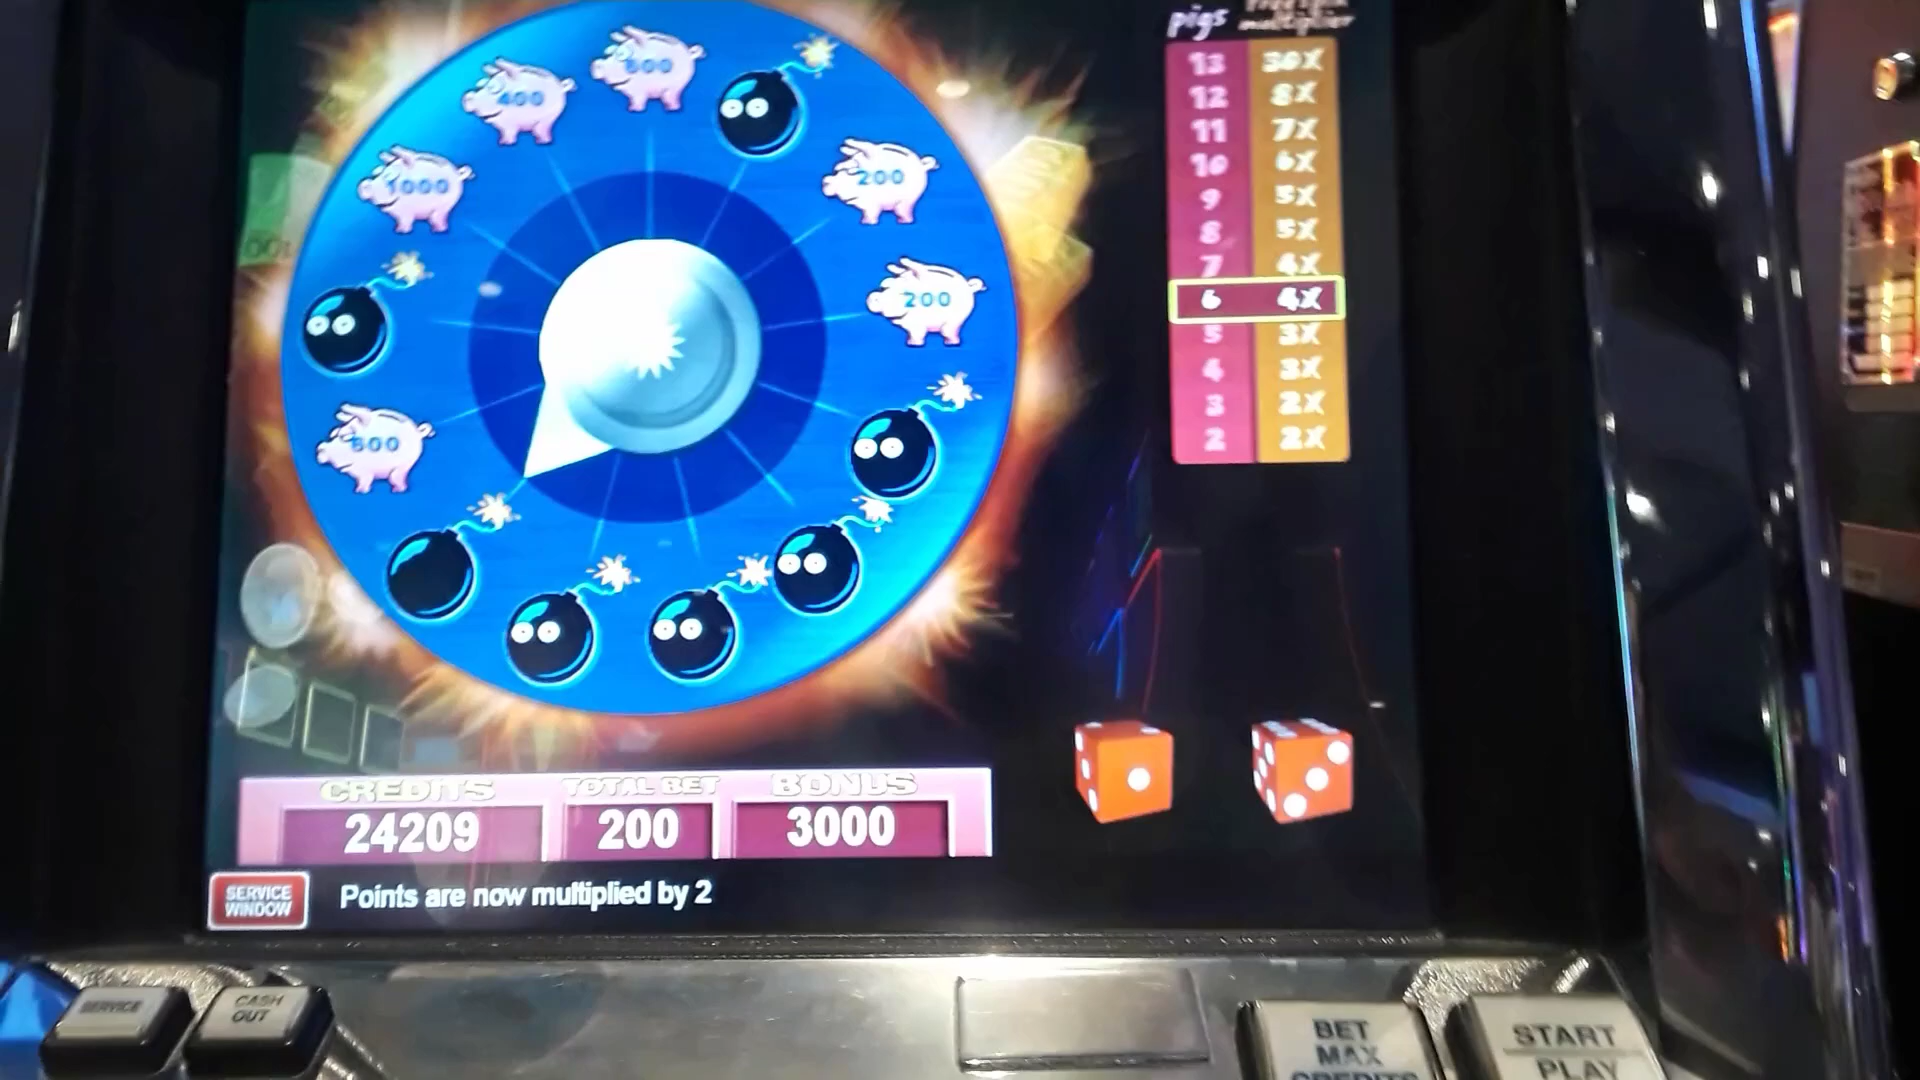 pigs
multiplier
13 30X
12 8X
11 7X
10 6X
9 5X
8 5X
7 4X
6 4X
5 3X
4 3X
3 2X
2 2X
400
1000
200
200
CREDITS
24209
TOTAL BET
200
BONUS
3000
SERVICE
WINDOW
Points are now multiplied by 2
SERVICE
CASH
OUT
BET
MAX
CREDITS
START
PLAY